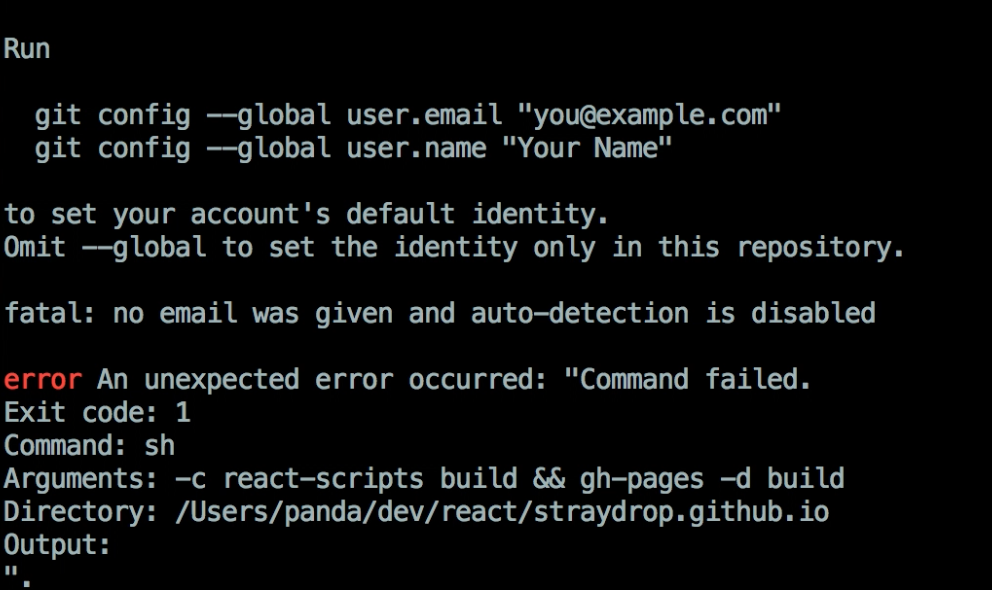 Run
git config --global user.email "you@example.com"
git config --global user.name "Your Name"
to set your account's default identity.
Omit --global to set the identity only in this repository.
fatal: no email was given and auto-detection is disabled
error An unexpected error occurred: "Command failed.
Exit code: 1
Command: sh
Arguments: -c react-scripts build && gh-pages -d build
Directory: /Users/panda/dev/react/straydrop.github.io
Output:
".